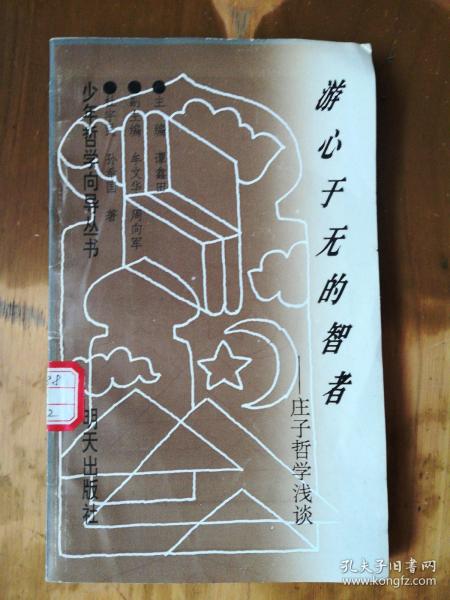 游心于无的智者
——庄子哲学浅谈
●主 编 谭鑫田
●副主编 牟文华 周向军
著
少年哲学向导丛书
明天出版社
孔夫子旧书网
kongfz.com